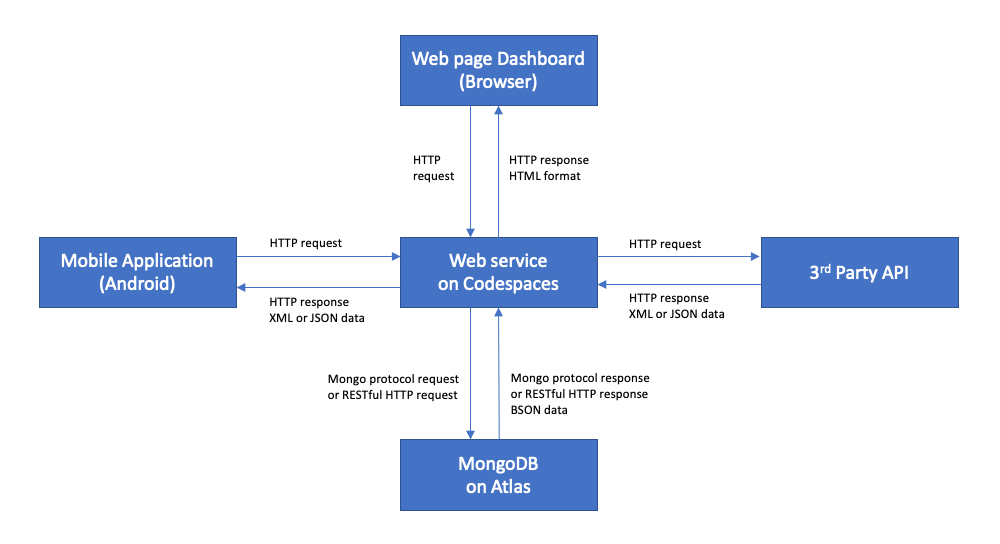 Web page Dashboard
(Browser)
HTTP
request
HTTP response
HTML format
Mobile Application
(Android)
HTTP request
HTTP response
XML or JSON data
Web service
on Codespaces
HTTP request
HTTP response
XML or JSON data
3rd Party API
Mongo protocol request
or RESTful HTTP request
Mongo protocol response
or RESTful HTTP response
BSON data
MongoDB
on Atlas